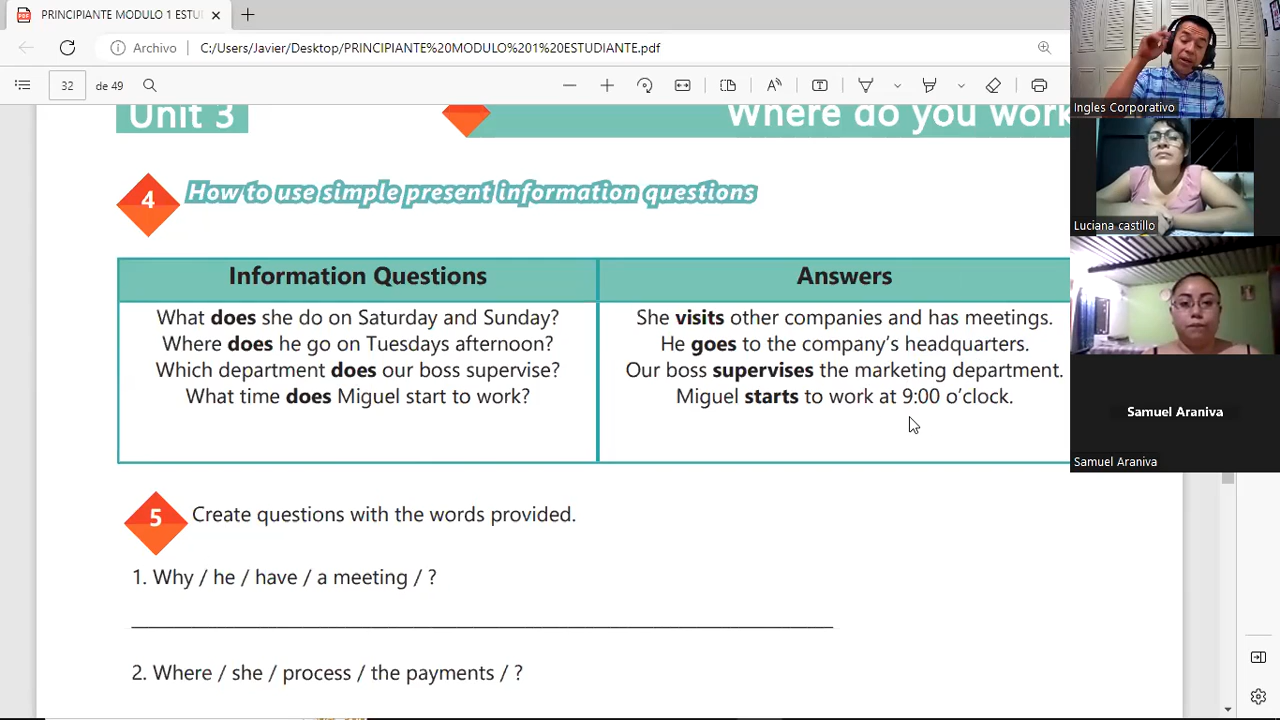 PRINCIPIANTE MODULO 1 ESTU
Archivo
C:/Users/Javier/Desktop/PRINCIPIANTE%20MODULO%201%20ESTUDIANTE.pdf
32
de 49
Unit 3
Where do you work
4
How to use simple present information questions
Information Questions
Answers
What does she do on Saturday and Sunday?
She visits other companies and has meetings.
Where does he go on Tuesdays afternoon?
He goes to the company's headquarters.
Which department does our boss supervise?
Our boss supervises the marketing department.
What time does Miguel start to work?
Miguel starts to work at 9:00 o'clock.
5
Create questions with the words provided.
1. Why / he / have / a meeting / ?
2. Where / she / process / the payments / ?
Ingles Corporativo
Luciana castillo
Samuel Araniva
Samuel Araniva